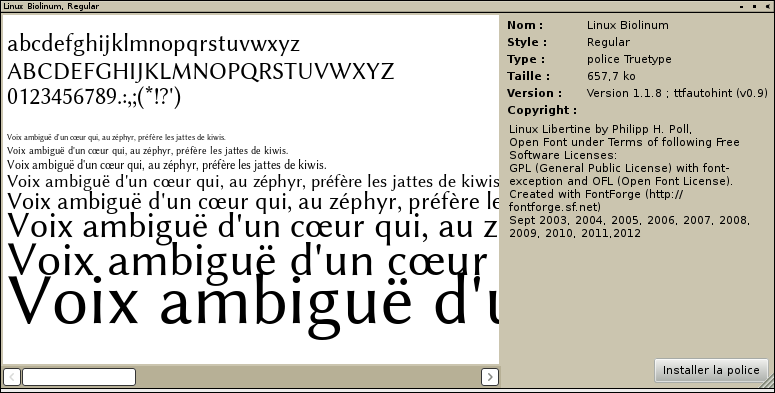 Linux Biolinum, Regular
abcdefghijklmnopqrstuvwxyz
ABCDEFGHIJKLMNOPQRSTUVWXYZ
0123456789.:,;(*!?')
Voix ambiguë d'un cœur qui, au zéphyr, préfère les jattes de kiwis.
Voix ambiguë d'un cœur qui, au zéphyr, préfère les jattes de kiwis.
Voix ambiguë d'un cœur qui, au zéphyr, préfère les jattes de kiwis.
Voix ambiguë d'un cœur qui, au zéphyr, préfère les jattes de kiwis
Voix ambiguë d'un cœur qui, au zéphyr, préfère le
Voix ambiguë d'un cœur qui, au z
Voix ambiguë d'un cœur
Voix ambiguë d'u
Nom : Linux Biolinum
Style : Regular
Type : police Truetype
Taille : 657,7 ko
Version : Version 1.1.8 ; ttfautohint (v0.9)
Copyright :
Linux Libertine by Philipp H. Poll,
Open Font under Terms of following Free
Software Licenses:
GPL (General Public License) with font-
exception and OFL (Open Font License).
Created with FontForge (http://
fontforge.sf.net)
Sept 2003, 2004, 2005, 2006, 2007, 2008,
2009, 2010, 2011,2012
Installer la police